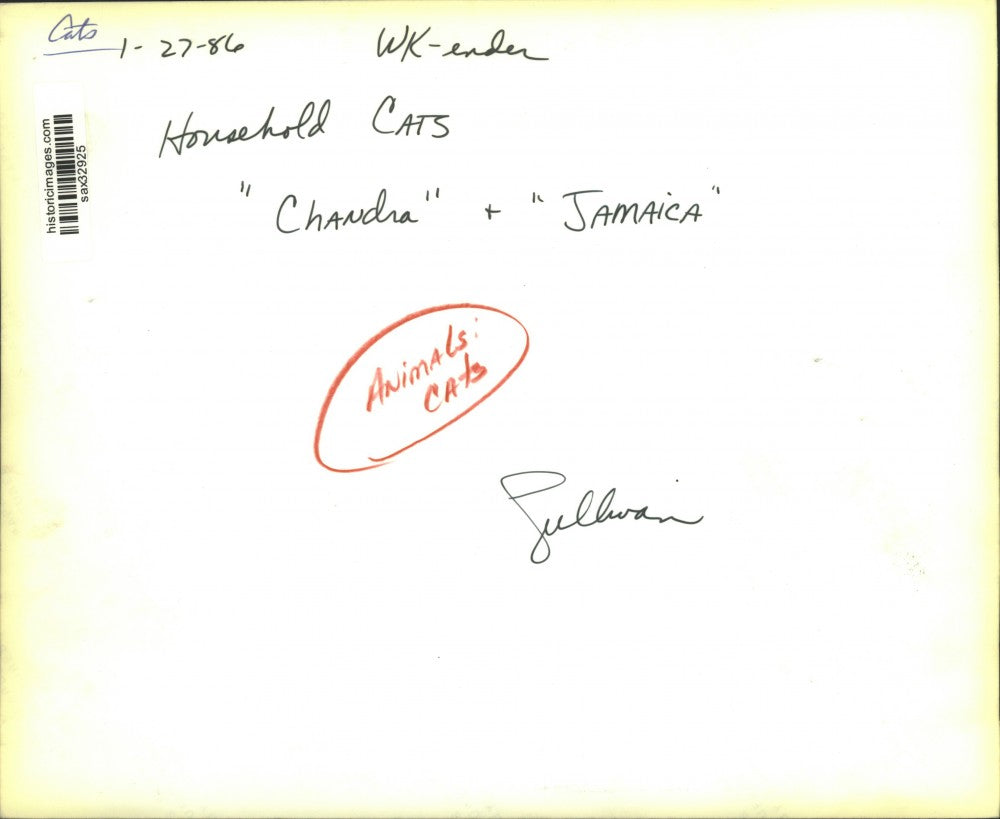 Cats
1-27-86 WK-ender
historicimages.com
sax32925
Household CATS
"Chandra" + "JAMAICA"
Animals:
CAts
Sullivan